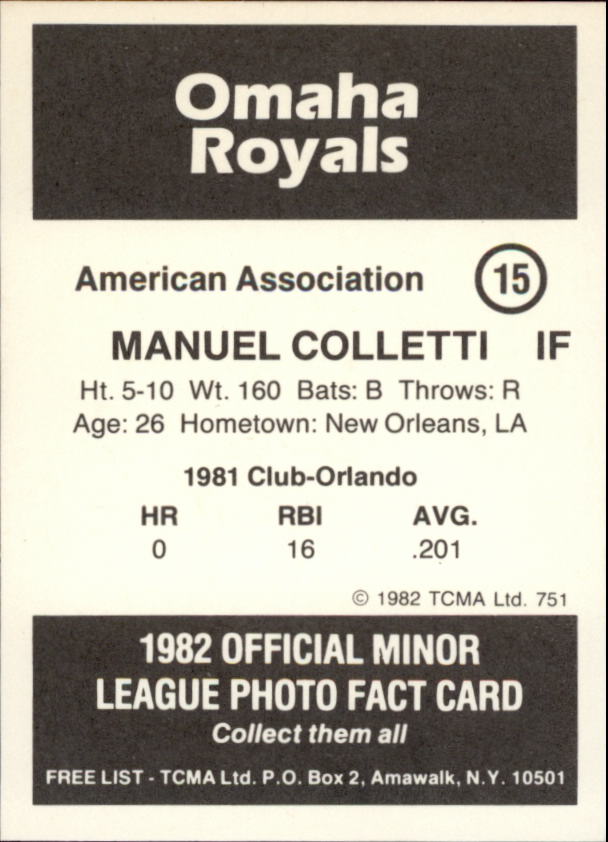 Omaha
Royals
American Association 15
MANUEL COLLETTI IF
Ht. 5-10 Wt. 160 Bats: B Throws: R
Age: 26 Hometown: New Orleans, LA
1981 Club-Orlando
HR RBI AVG.
0 16 .201
© 1982 TCMA Ltd. 751
1982 OFFICIAL MINOR
LEAGUE PHOTO FACT CARD
Collect them all
FREE LIST - TCMA Ltd. P.O. Box 2, Amawalk, N.Y. 10501